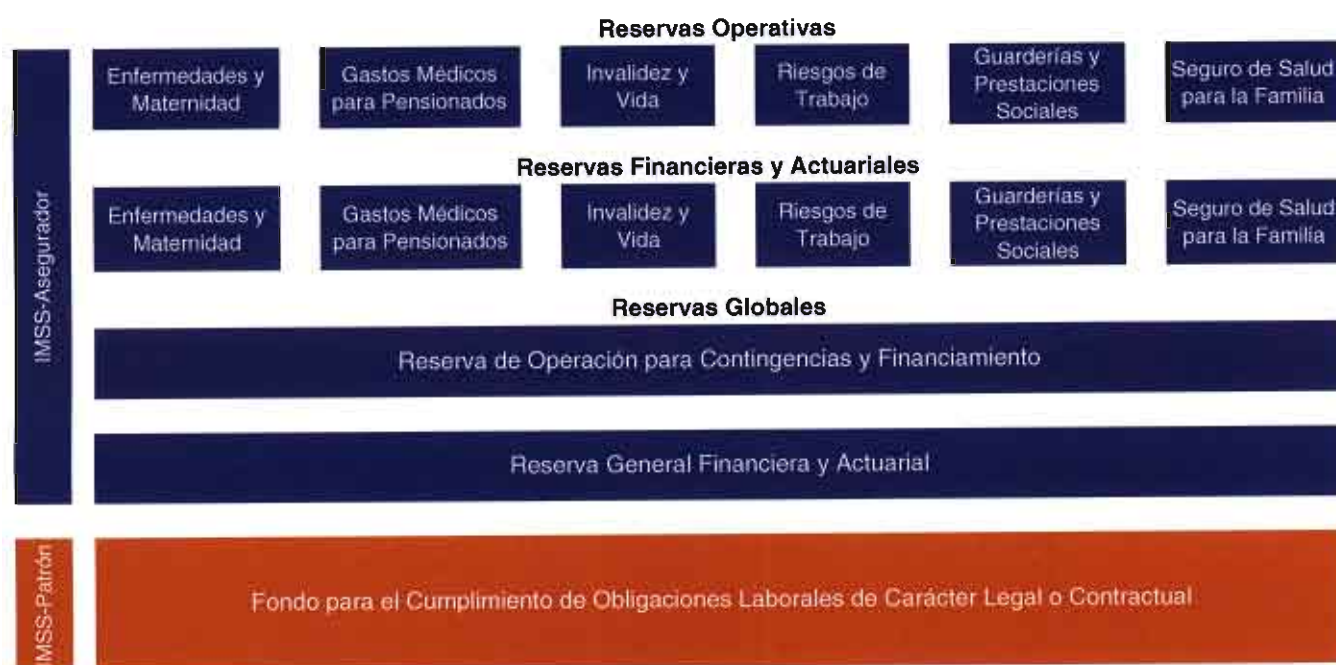 Reservas Operativas
Enfermedades y
Maternidad
Gastos Médicos
para Pensionados
Invalidez y
Vida
Riesgos de
Trabajo
Guarderías y
Prestaciones
Sociales
Seguro de Salud
para la Familia
Reservas Financieras y Actuariales
Enfermedades y
Maternidad
Gastos Médicos
para Pensionados
Invalidez y
Vida
Riesgos de
Trabajo
Guarderías y
Prestaciones
Sociales
Seguro de Salud
para la Familia
Reservas Globales
Reserva de Operación para Contingencias y Financiamiento
Reserva General Financiera y Actuarial
IMSS-Asegurador
Fondo para el Cumplimiento de Obligaciones Laborales de Carácter Legal o Contractual
IMSS-Patrón